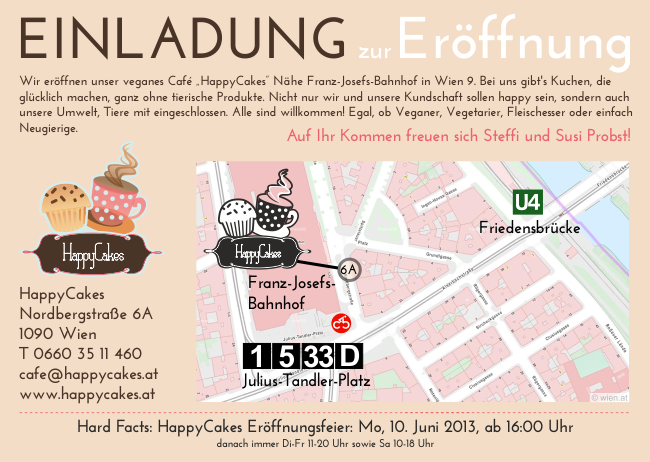 EINLADUNG zur Eröffnung
Wir eröffnen unser veganes Café „HappyCakes“ Nähe Franz-Josefs-Bahnhof in Wien 9. Bei uns gibt's Kuchen, die
glücklich machen, ganz ohne tierische Produkte. Nicht nur wir und unsere Kundschaft sollen happy sein, sondern auch
unsere Umwelt, Tiere mit eingeschlossen. Alle sind willkommen! Egal, ob Veganer, Vegetarier, Fleischesser oder einfach
Neugierige.
Auf Ihr Kommen freuen sich Steffi und Susi Probst!
HappyCakes
HappyCakes
Nordbergstraße 6A
1090 Wien
T 0660 35 11 460
cafe@happycakes.at
www.happycakes.at
HappyCakes
6A
Franz-Josefs-
Bahnhof
U4
Friedensbrücke
Grundlgasse
Julius-Tandler-Platz
1 5 33 D
Julius-Tandler-Platz
© wien.at
Hard Facts: HappyCakes Eröffnungsfeier: Mo, 10. Juni 2013, ab 16:00 Uhr
danach immer Di-Fr 11-20 Uhr sowie Sa 10-18 Uhr